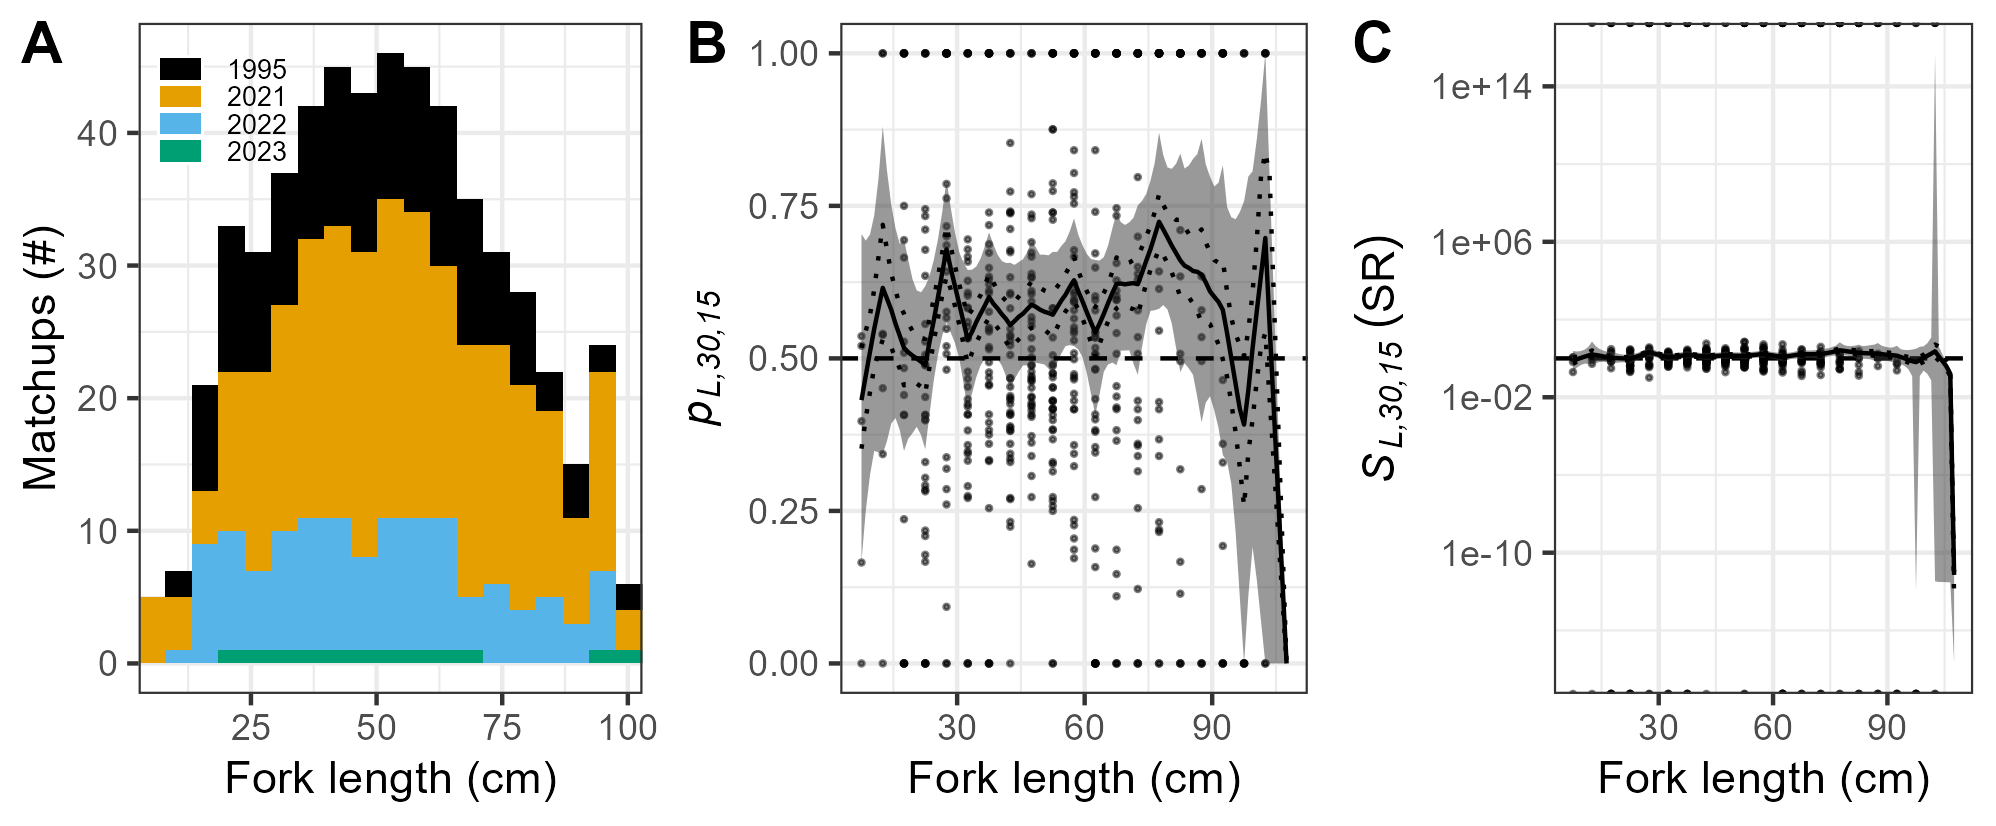 A
1995
2021
2022
2023
40
30
20
10
0
25 50 75 100
Fork length (cm)
Matchups (#)
B
1.00
0.75
0.50
0.25
0.00
30 60 90
Fork length (cm)
pL,30,15
C
1e+14
1e+06
1e-02
1e-10
30 60 90
Fork length (cm)
SL,30,15 (SR)